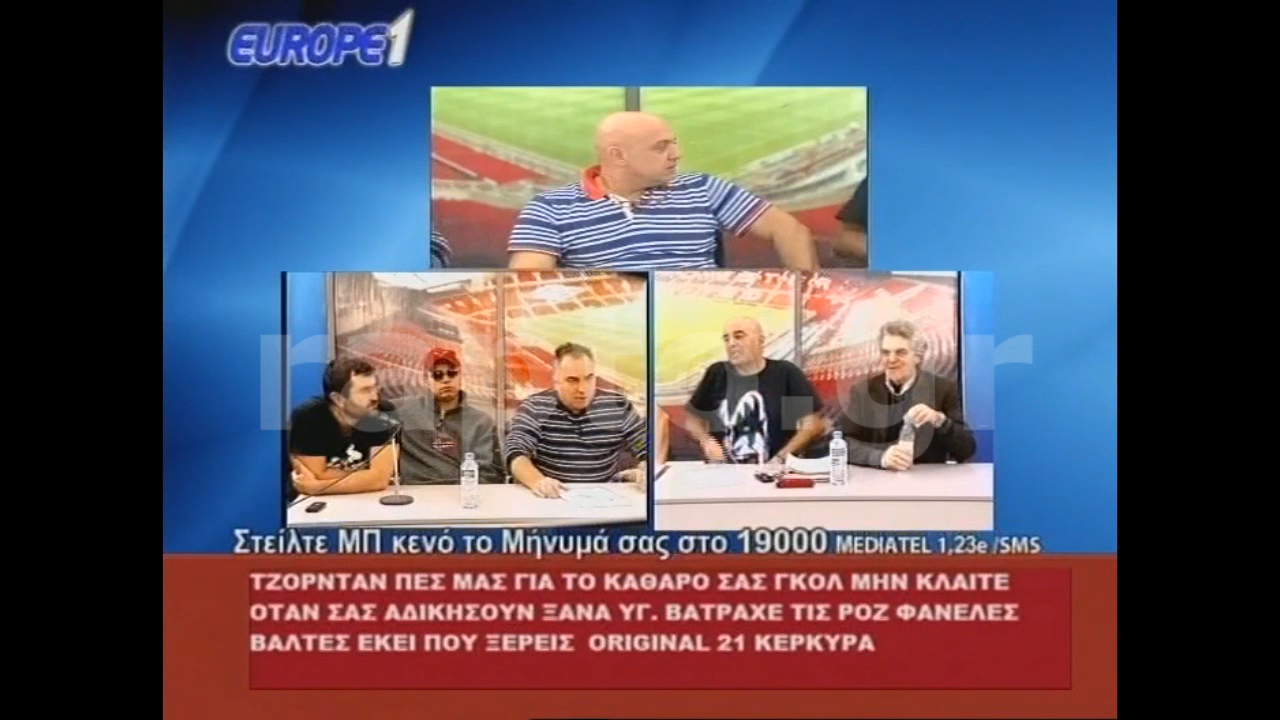 EUROPE1
Στείλτε ΜΠ κενό το Μήνυμά σας στο 19000 MEDIATEL 1,23e /SMS
ΤΖΟΡΝΤΑΝ ΠΕΣ ΜΑΣ ΓΙΑ ΤΟ ΚΑΘΑΡΟ ΣΑΣ ΓΚΟΛ ΜΗΝ ΚΛΑΙΤΕ
ΟΤΑΝ ΣΑΣ ΑΔΙΚΗΣΟΥΝ ΞΑΝΑ ΥΓ. ΒΑΤΡΑΧΕ ΤΙΣ ΡΟΖ ΦΑΝΕΛΕΣ
ΒΑΛΤΕΣ ΕΚΕΙ ΠΟΥ ΞΕΡΕΙΣ ORIGINAL 21 ΚΕΡΚΥΡΑ